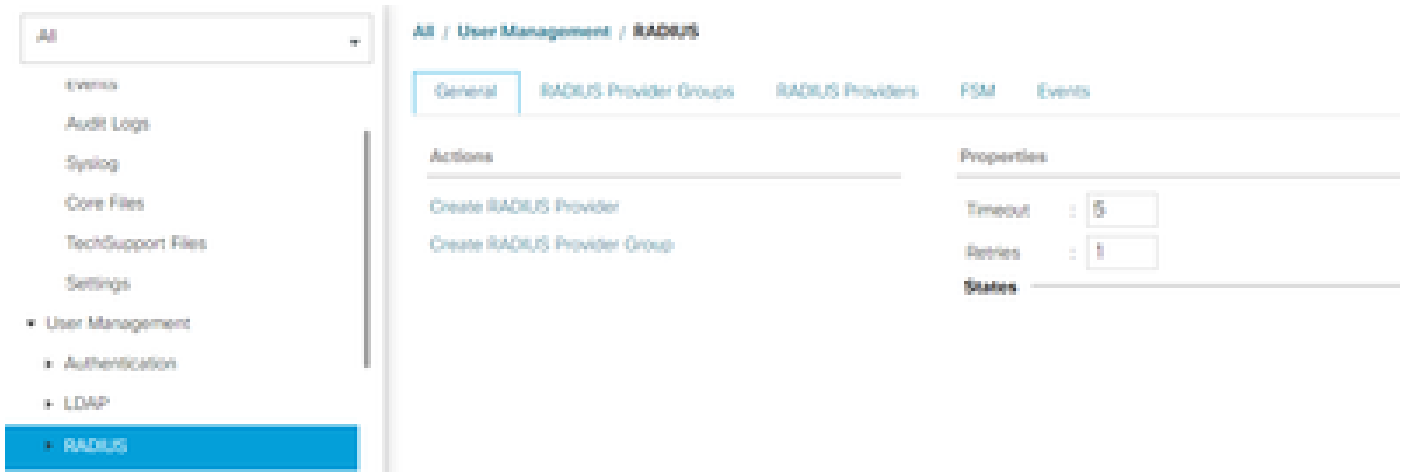 All
Events
Audit Logs
Syslog
Core Files
TechSupport Files
Settings
User Management
Authentication
LDAP
RADIUS
All / User Management / RADIUS
General RADIUS Provider Groups RADIUS Providers FSM Events
Actions
Create RADIUS Provider
Create RADIUS Provider Group
Properties
Timeout : 5
Retries : 1
States